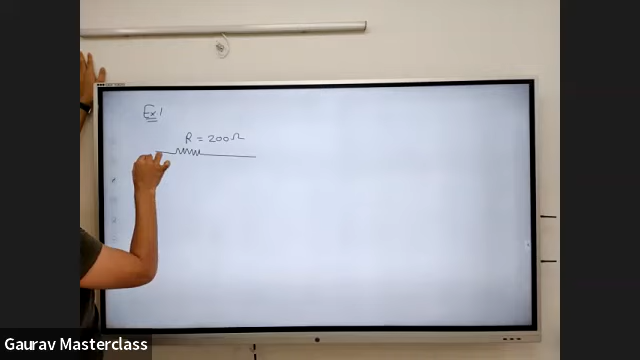 Ex 1
R = 200 Ω
Gaurav Masterclass